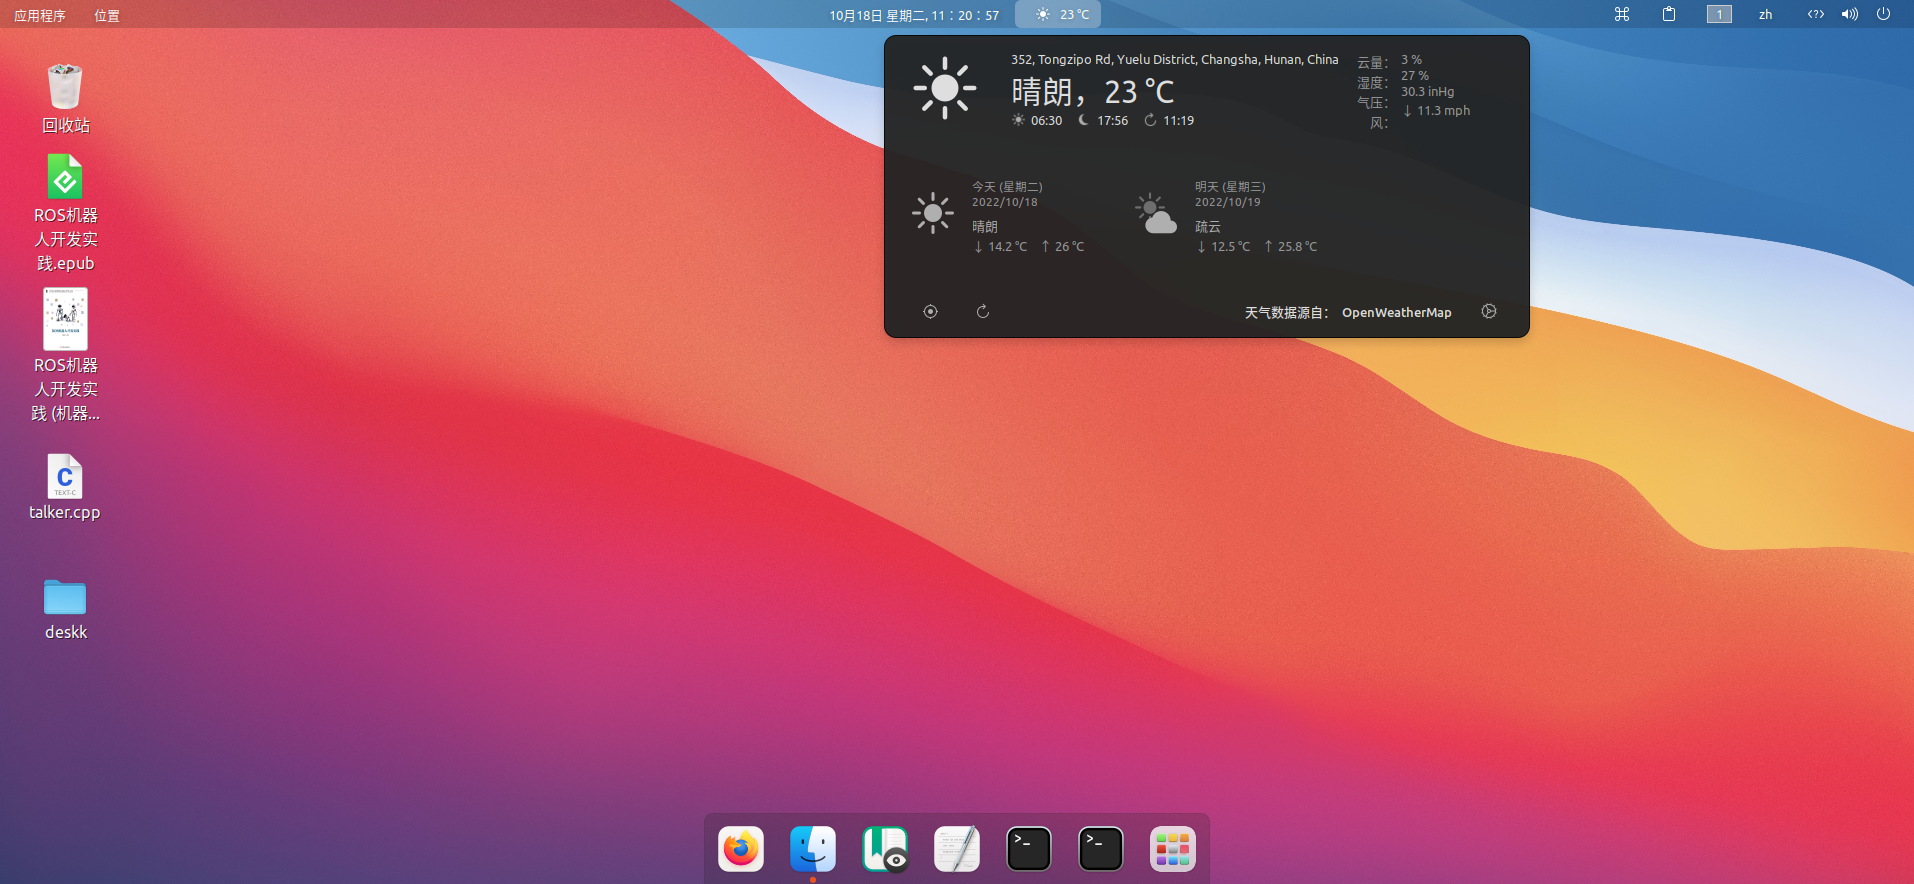 应用程序
位置
10月18日 星期二, 11：20：57
23 ℃
1
zh
回收站
ROS机器
人开发实
践.epub
ROS机器
人开发实
践 (机器...
C
TEXT-C
talker.cpp
deskk
352, Tongzipo Rd, Yuelu District, Changsha, Hunan, China
晴朗，23 ℃
06:30 17:56 11:19
云量： 3 %
湿度： 27 %
气压： 30.3 inHg
风： ↓ 11.3 mph
今天 (星期二)
2022/10/18
晴朗
↓ 14.2 ℃ ↑ 26 ℃
明天 (星期三)
2022/10/19
疏云
↓ 12.5 ℃ ↑ 25.8 ℃
天气数据源自： OpenWeatherMap
>_
>_